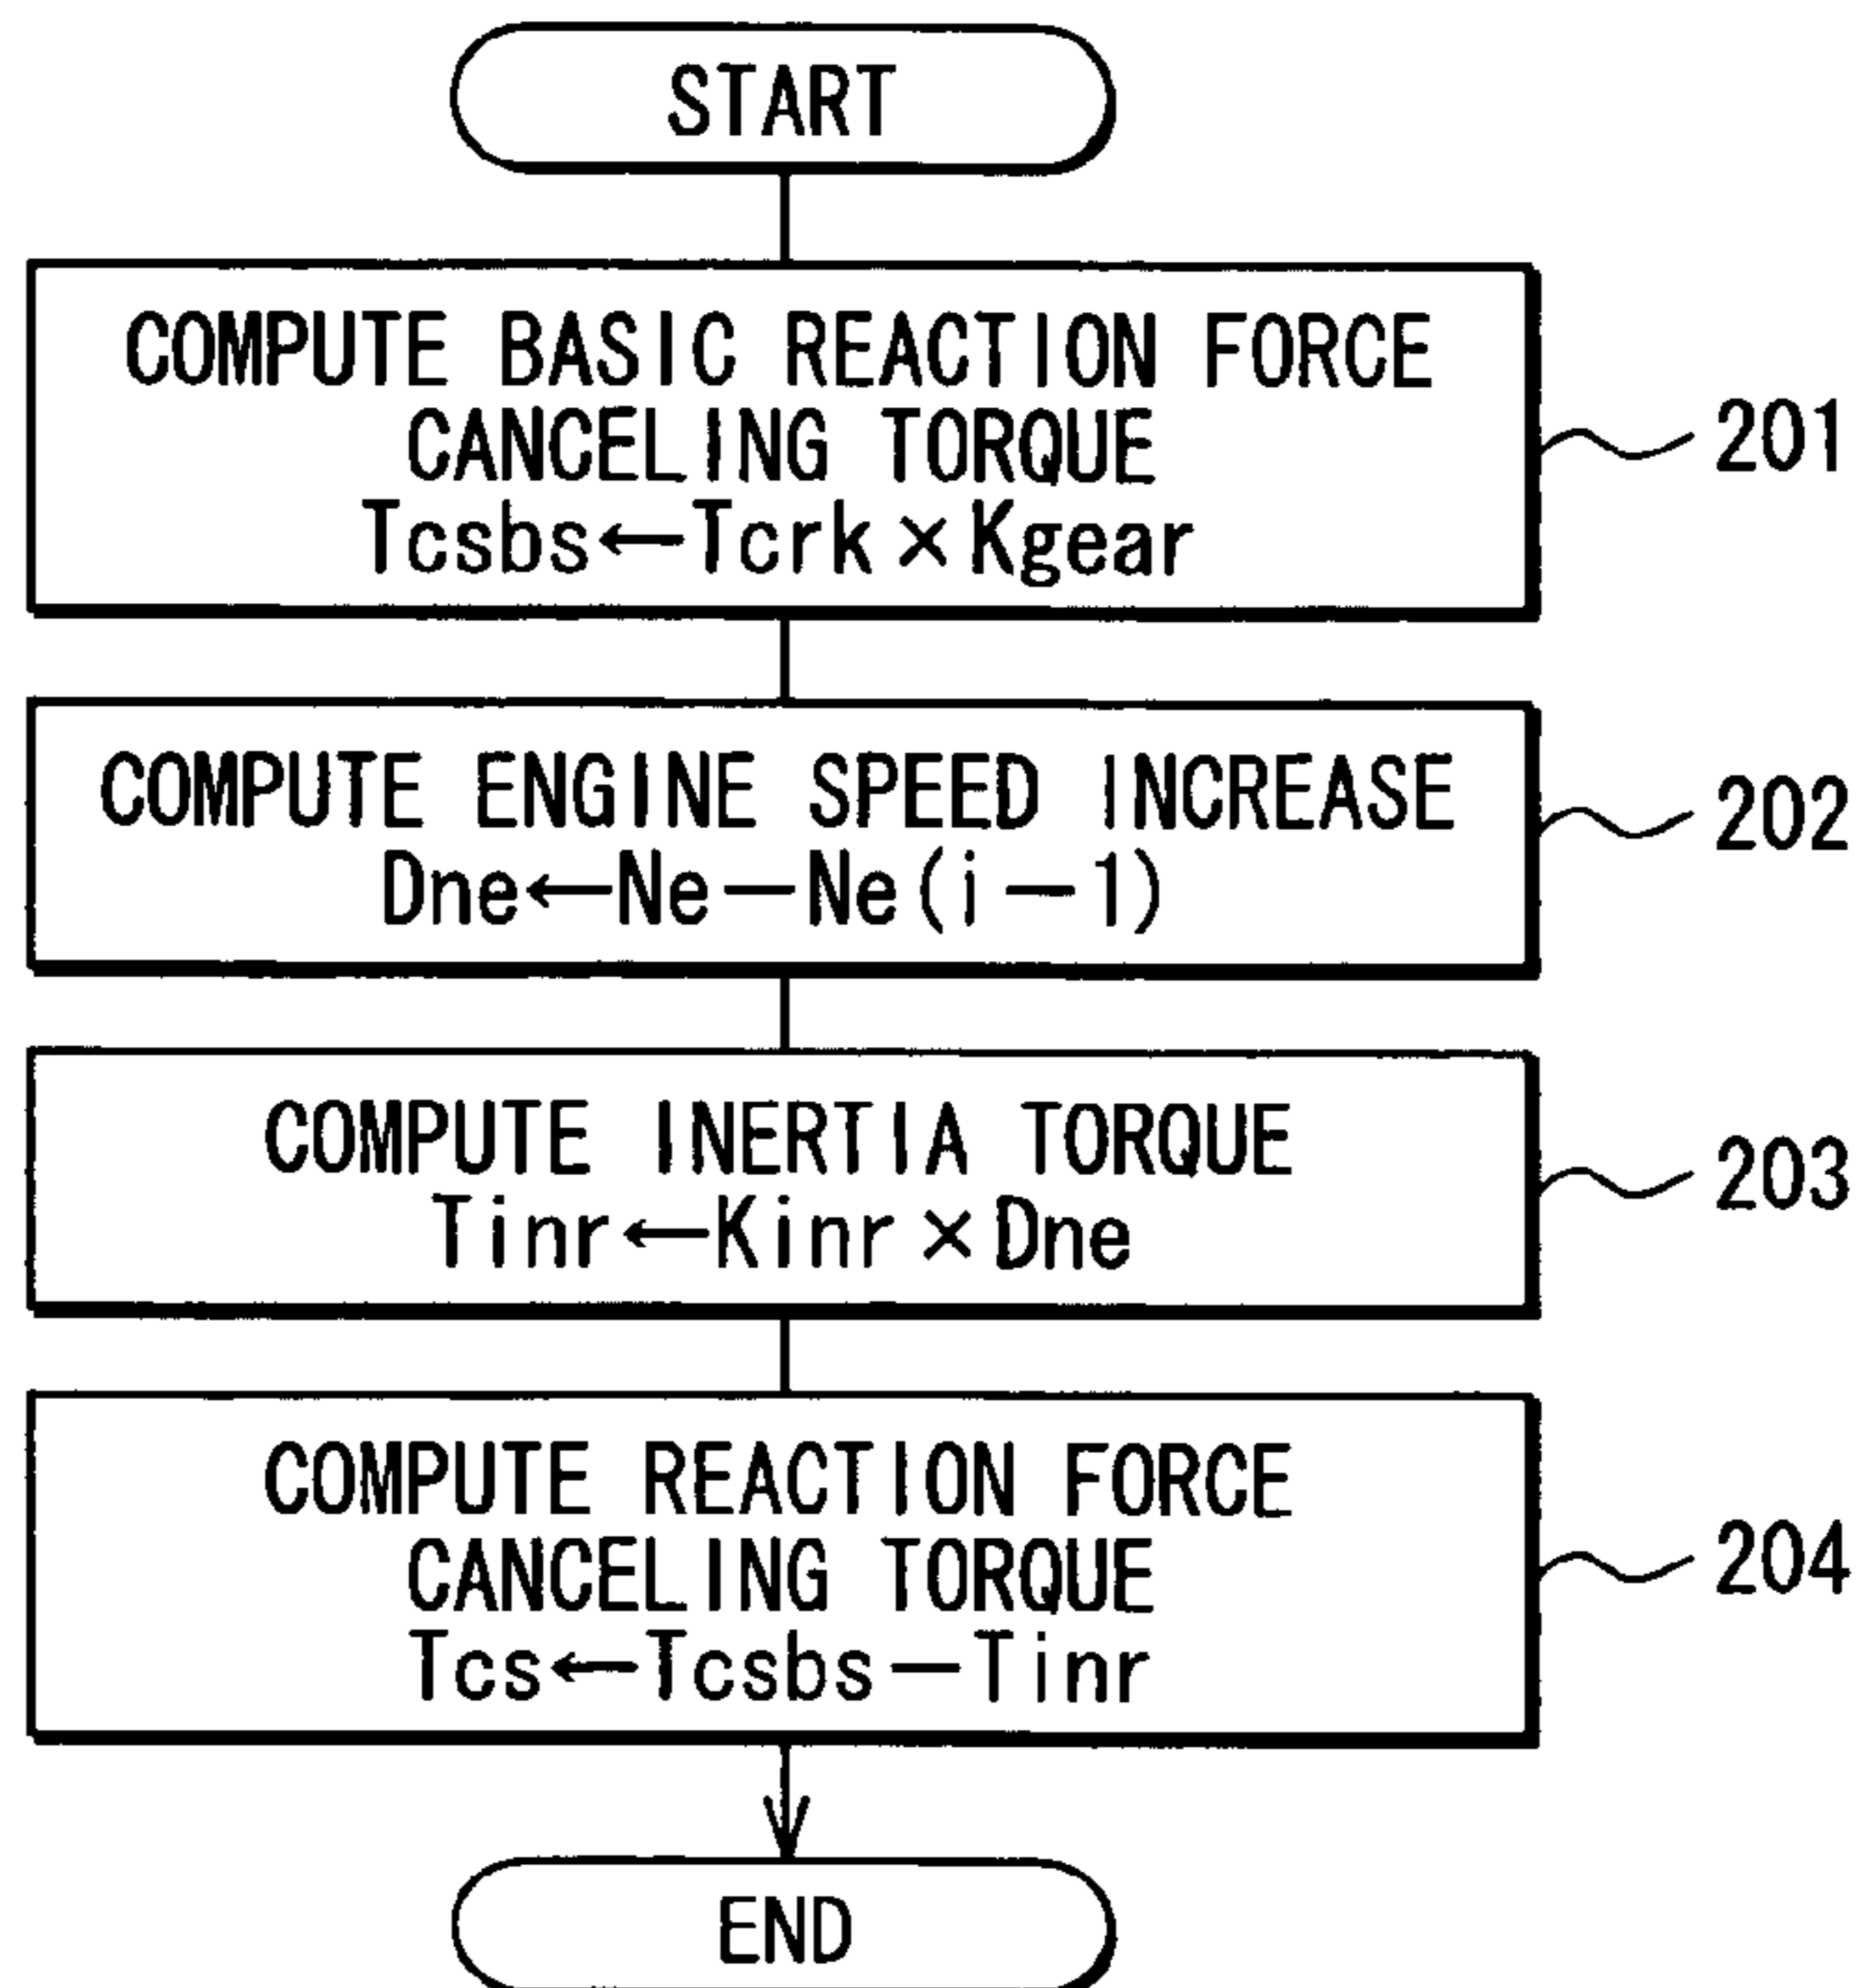 START
COMPUTE BASIC REACTION FORCE
CANCELING TORQUE
Tcsbs←Tcrk×Kgear
201
COMPUTE ENGINE SPEED INCREASE
Dne←Ne−Ne(i−1)
202
COMPUTE INERTIA TORQUE
Tinr←Kinr×Dne
203
COMPUTE REACTION FORCE
CANCELING TORQUE
Tcs←Tcsbs−Tinr
204
END